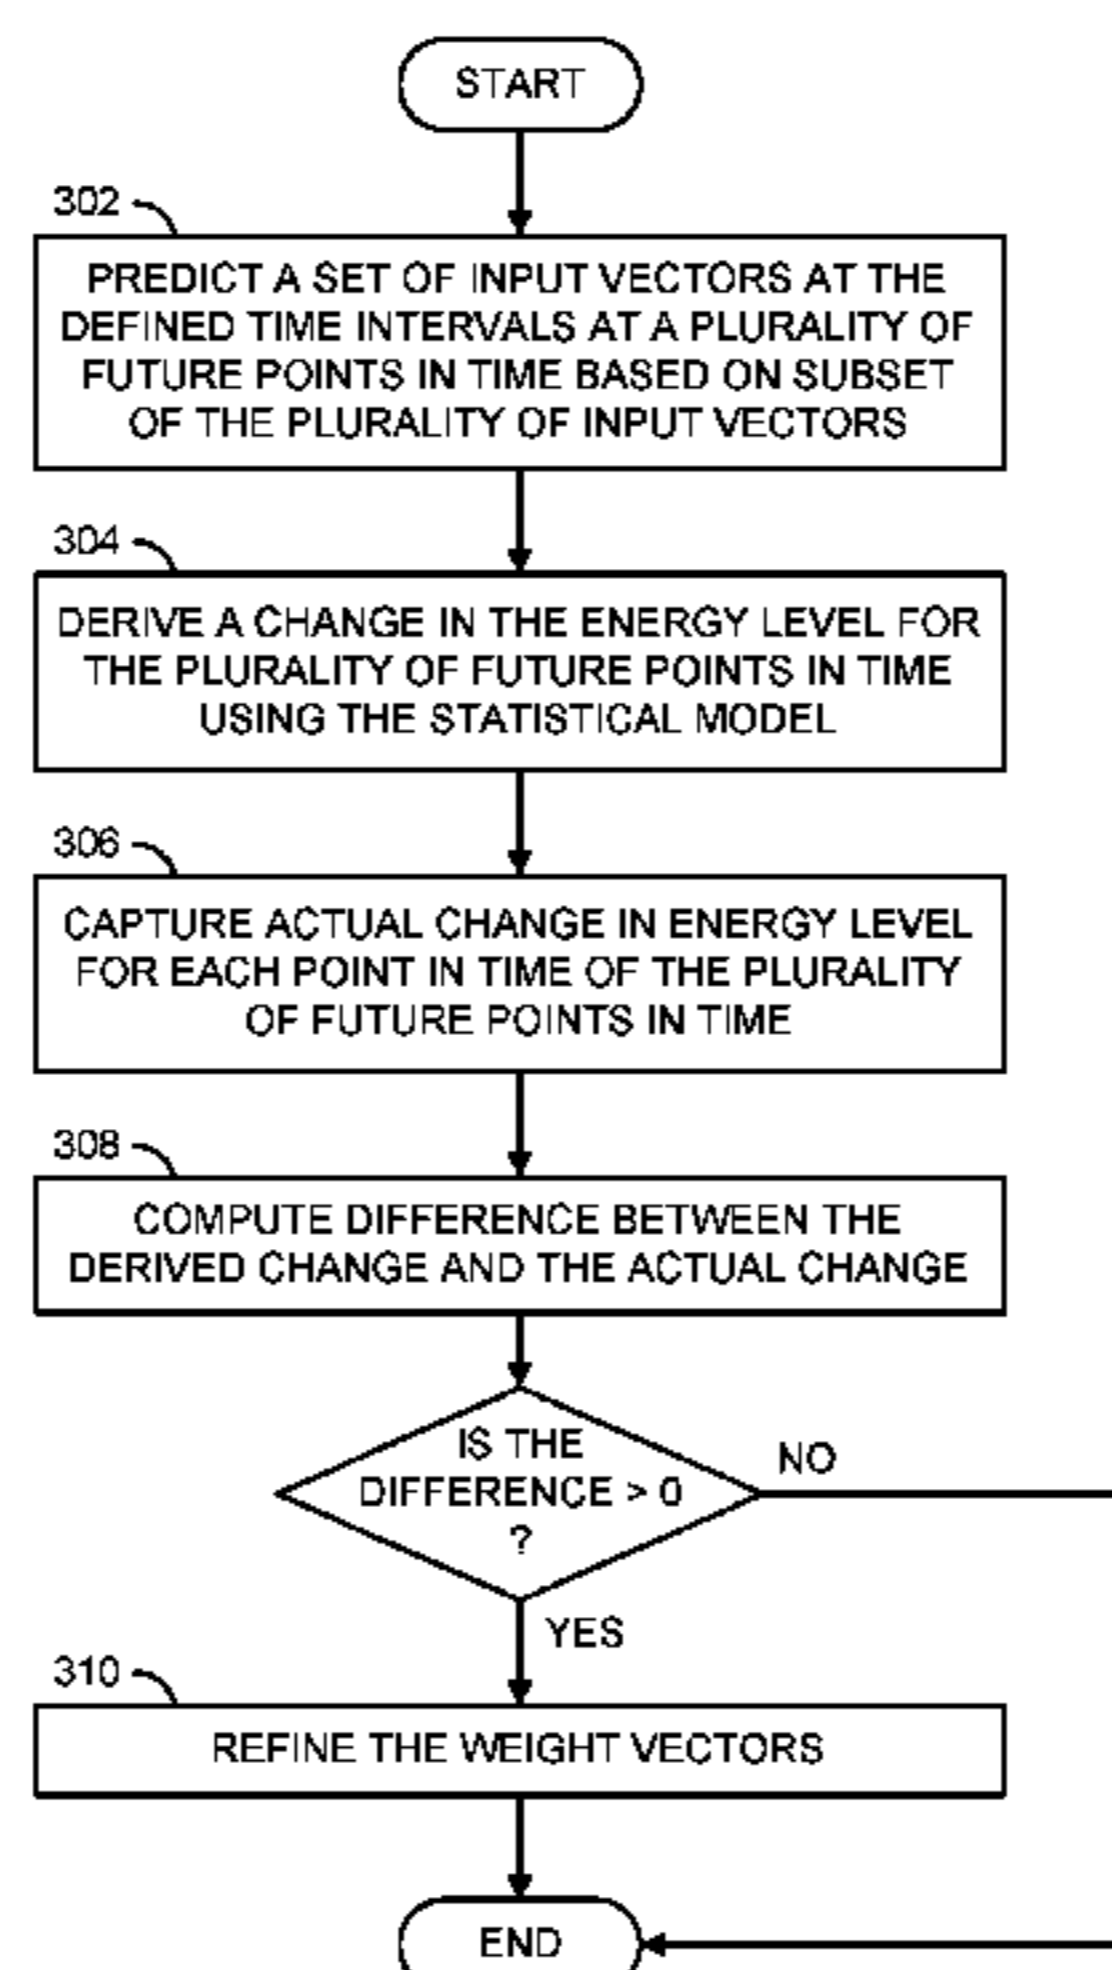 START
302
PREDICT A SET OF INPUT VECTORS AT THE
DEFINED TIME INTERVALS AT A PLURALITY OF
FUTURE POINTS IN TIME BASED ON SUBSET
OF THE PLURALITY OF INPUT VECTORS
304
DERIVE A CHANGE IN THE ENERGY LEVEL FOR
THE PLURALITY OF FUTURE POINTS IN TIME
USING THE STATISTICAL MODEL
306
CAPTURE ACTUAL CHANGE IN ENERGY LEVEL
FOR EACH POINT IN TIME OF THE PLURALITY
OF FUTURE POINTS IN TIME
308
COMPUTE DIFFERENCE BETWEEN THE
DERIVED CHANGE AND THE ACTUAL CHANGE
IS THE
DIFFERENCE > 0
?
NO
YES
310
REFINE THE WEIGHT VECTORS
END